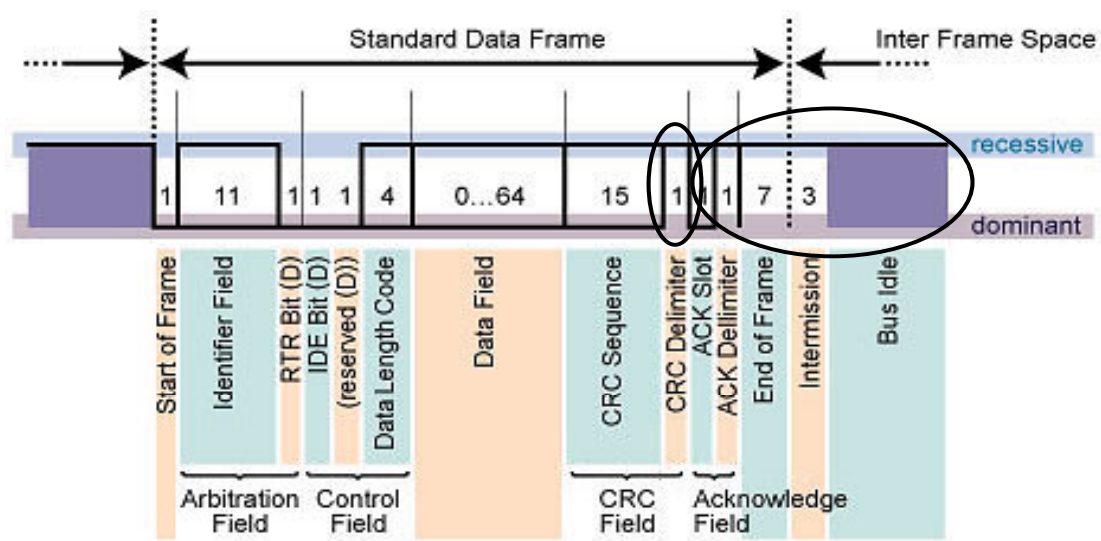 Standard Data Frame
Inter Frame Space
recessive
1
11
1
1
1
4
0...64
15
1
1
1
7
3
dominant
Start of Frame
Identifier Field
RTR Bit (D)
IDE Bit (D)
(reserved (D))
Data Length Code
Data Field
CRC Sequence
CRC Delimiter
ACK Slot
ACK Dellimiter
End of Frame
Intermission
Bus Idle
Arbitration
Field
Control
Field
CRC
Field
Acknowledge
Field